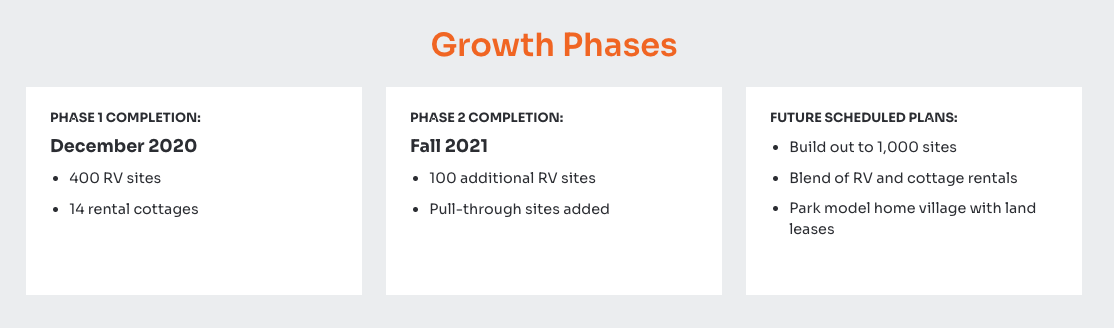 Growth Phases
PHASE 1 COMPLETION:
December 2020
• 400 RV sites
• 14 rental cottages
PHASE 2 COMPLETION:
Fall 2021
• 100 additional RV sites
• Pull-through sites added
FUTURE SCHEDULED PLANS:
• Build out to 1,000 sites
• Blend of RV and cottage rentals
• Park model home village with land
leases